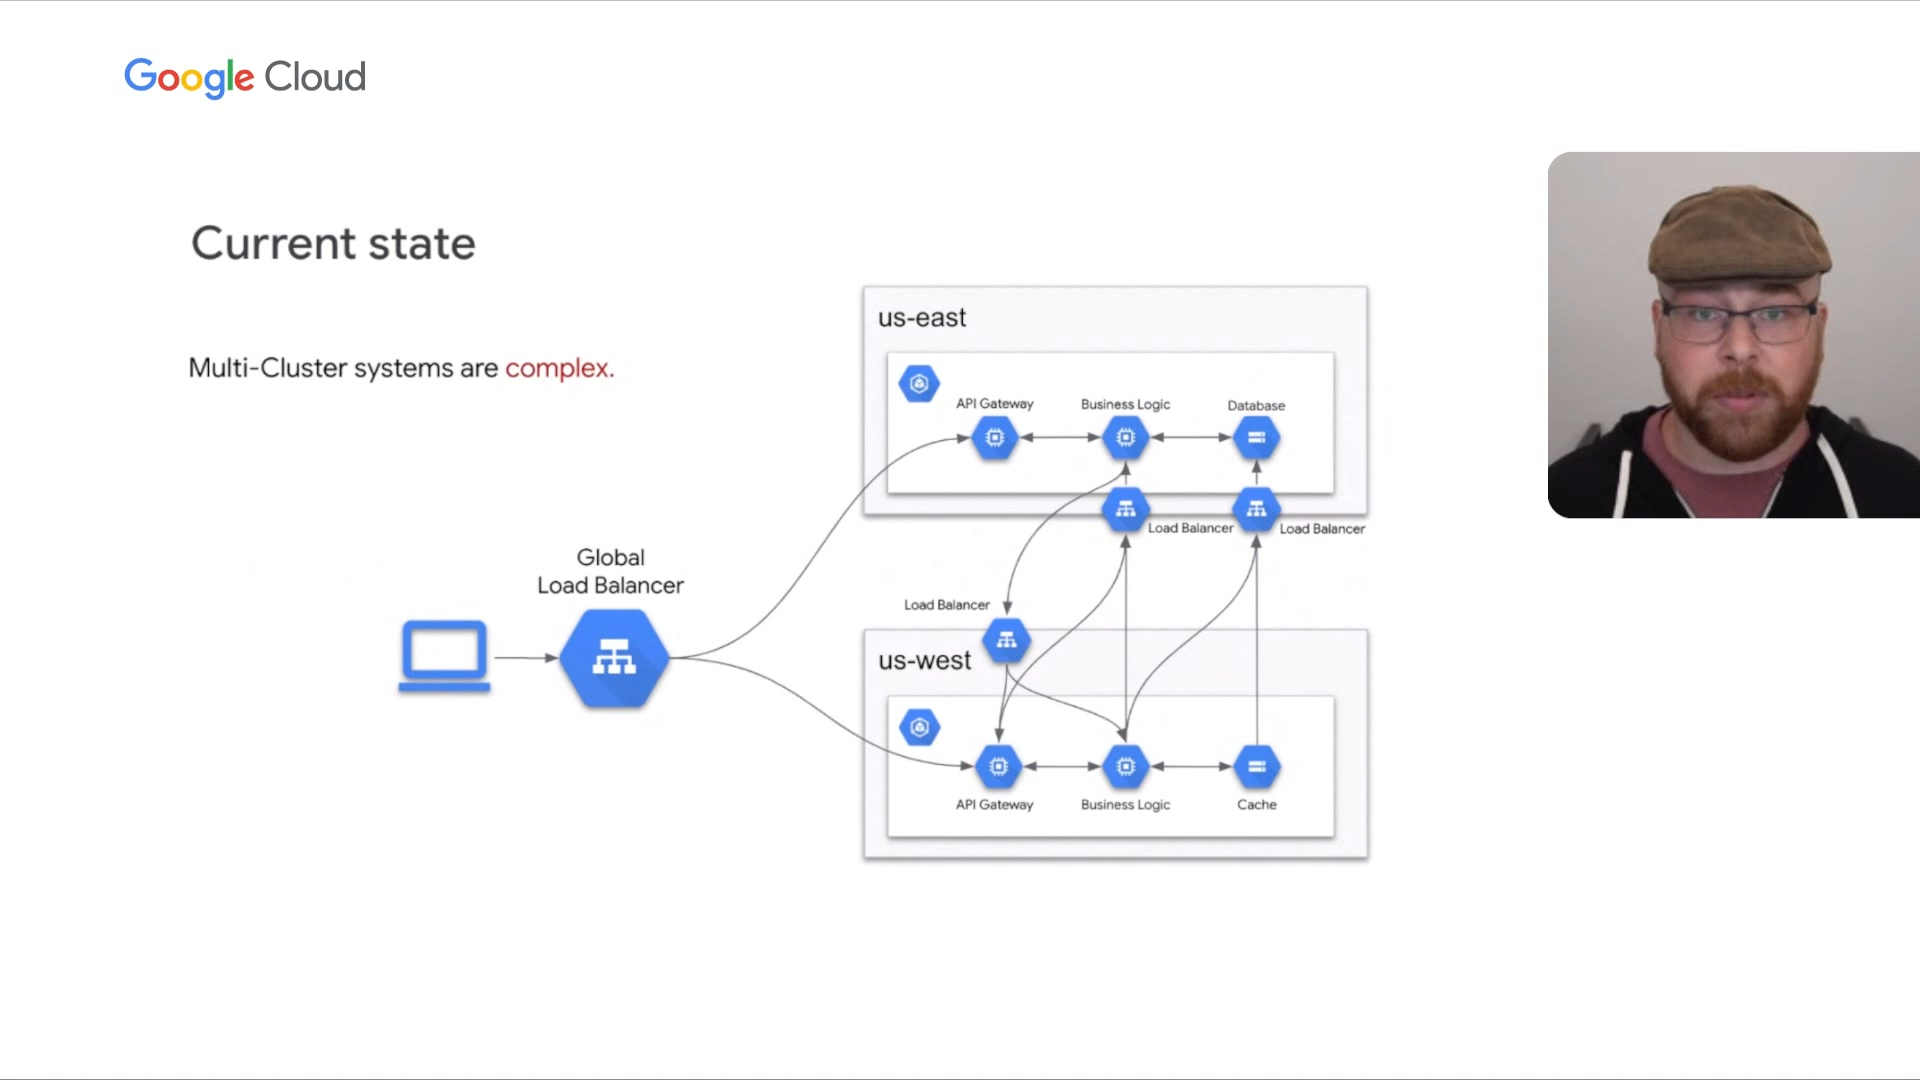 Google Cloud
Current state
Multi-Cluster systems are complex.
us-east
API Gateway
Business Logic
Database
Load Balancer
Load Balancer
Global
Load Balancer
Load Balancer
us-west
API Gateway
Business Logic
Cache